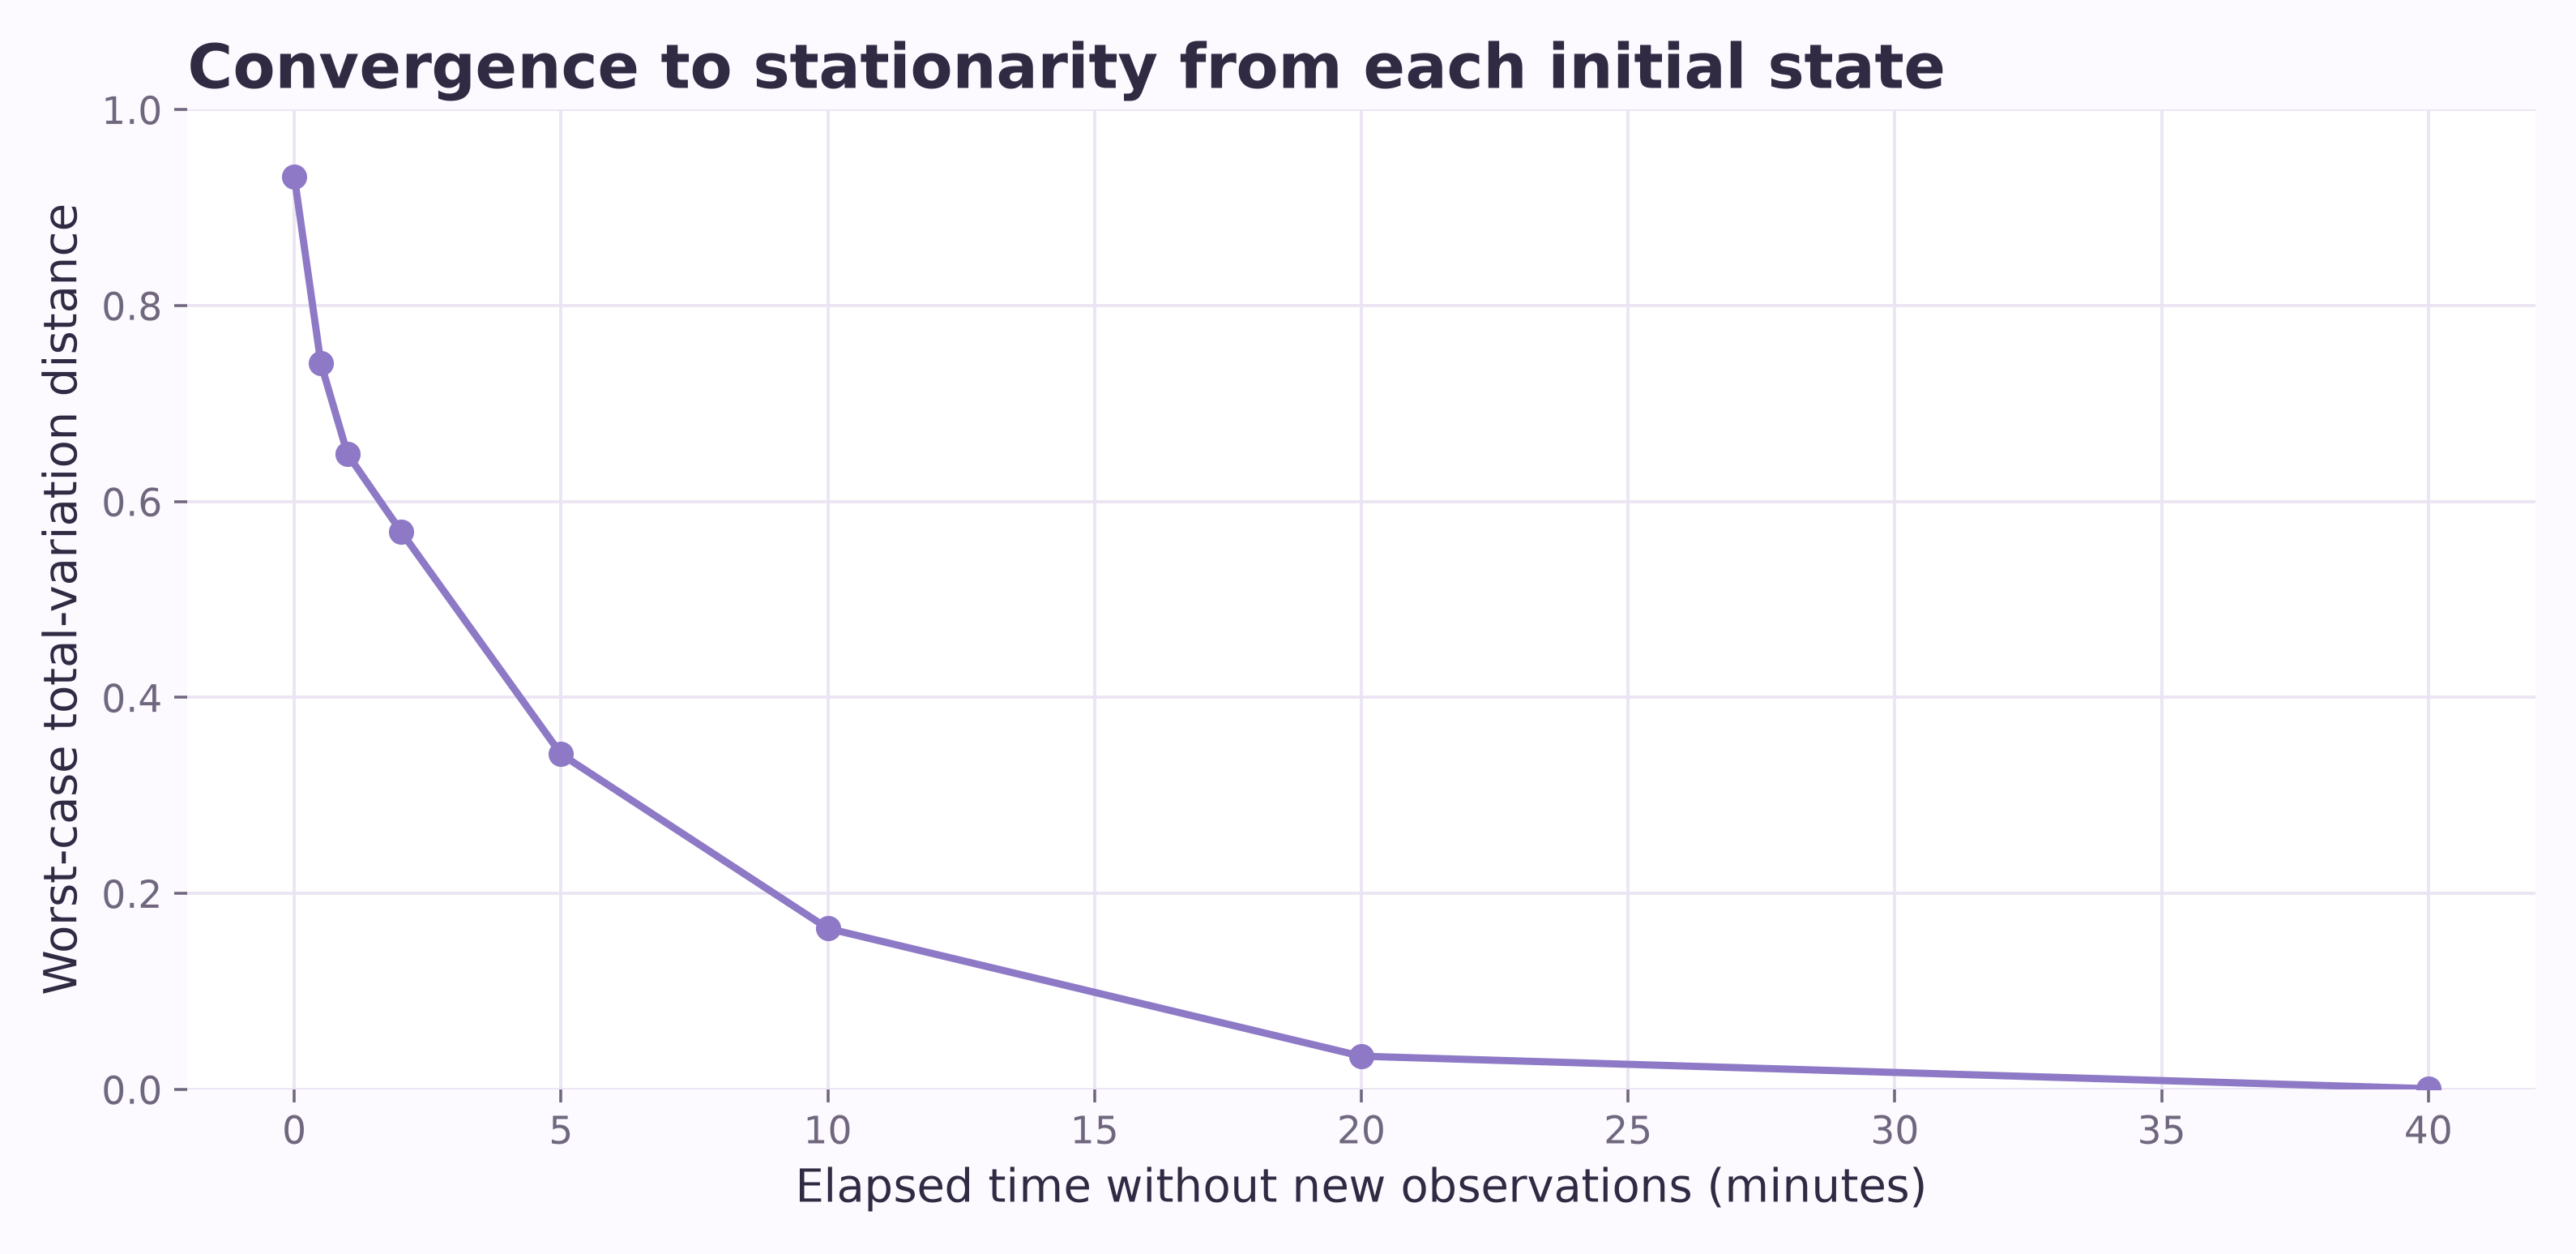 Convergence to stationarity from each initial state
Worst-case total-variation distance
1.0
0.8
0.6
0.4
0.2
0.0
0 5 10 15 20 25 30 35 40
Elapsed time without new observations (minutes)